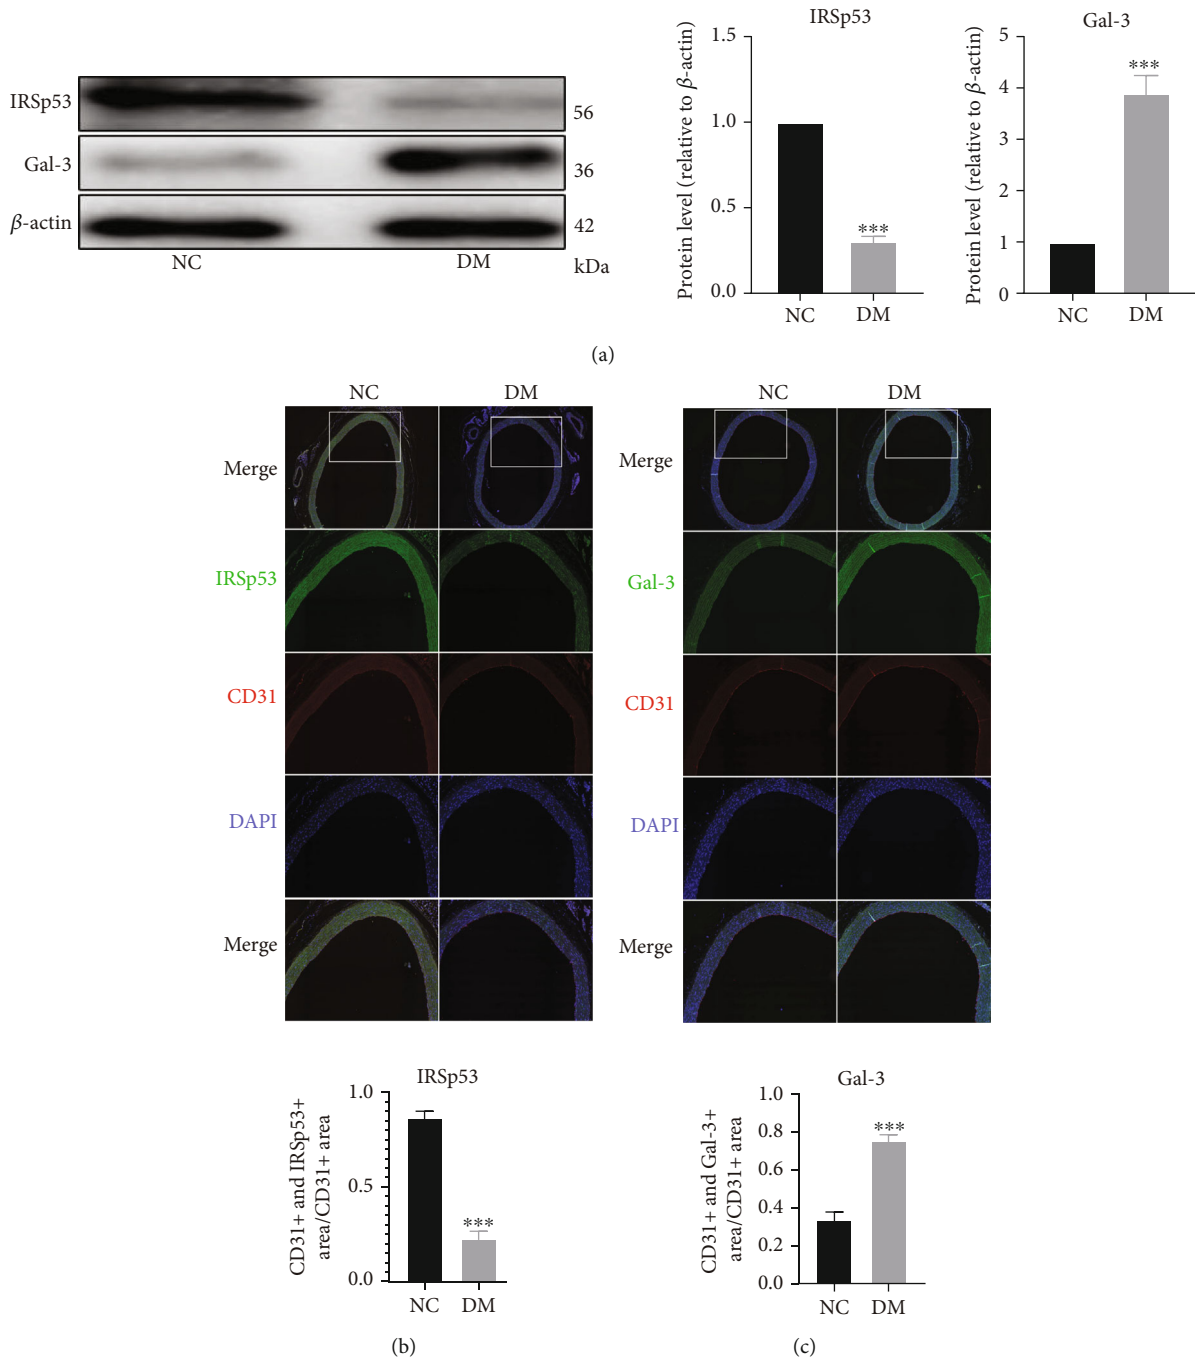 IRSp53
Gal-3
β-actin
56
36
42
NC
DM
kDa
IRSp53
Protein level (relative to β-actin)
1.5
1.0
0.5
0.0
***
NC
DM
Gal-3
Protein level (relative to β-actin)
5
4
3
2
1
0
***
NC
DM
(a)
NC
DM
Merge
IRSp53
CD31
DAPI
Merge
NC
DM
Merge
Gal-3
CD31
DAPI
Merge
IRSp53
CD31+ and IRSp53+
area/CD31+ area
1.0
0.5
0.0
***
NC
DM
(b)
Gal-3
CD31+ and Gal-3+
area/CD31+ area
1.0
0.8
0.6
0.4
0.2
0.0
***
NC
DM
(c)